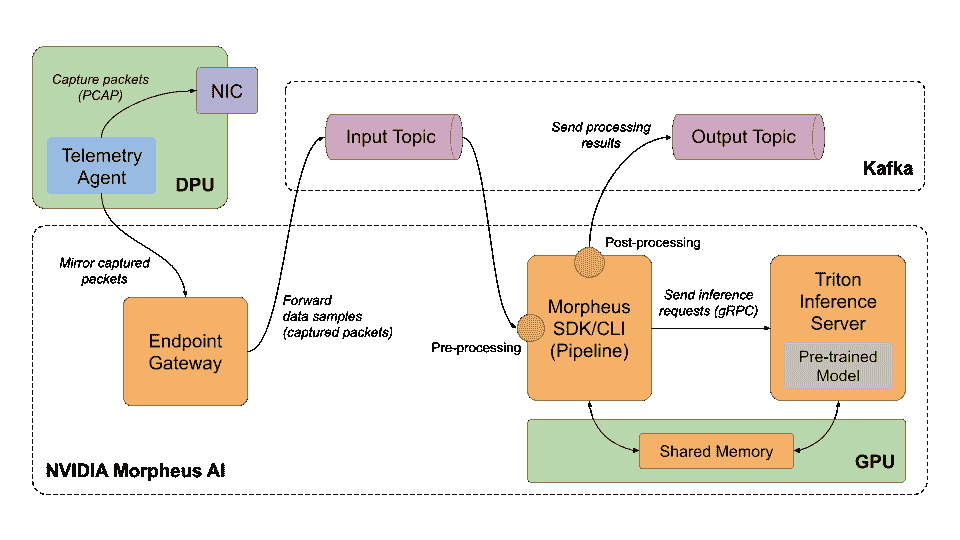 Capture packets
(PCAP)
NIC
Telemetry
Agent
DPU
Input Topic
Send processing
results
Output Topic
Kafka
Mirror captured
packets
Endpoint
Gateway
Forward
data samples
(captured packets)
Pre-processing
Post-processing
Morpheus
SDK/CLI
(Pipeline)
Send inference
requests (gRPC)
Triton
Inference
Server
Pre-trained
Model
Shared Memory
GPU
NVIDIA Morpheus AI